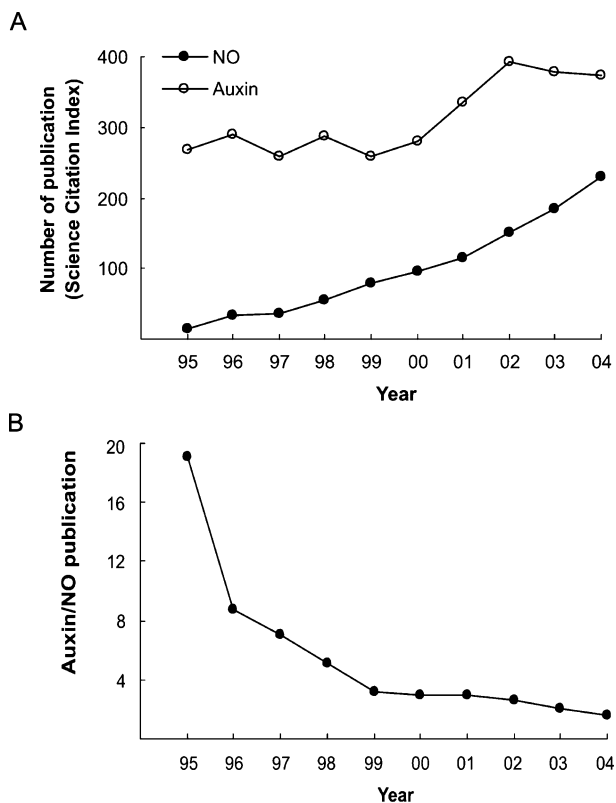 A
NO
Auxin
Number of publication
(Science Citation Index)
400
300
200
100
95 96 97 98 99 00 01 02 03 04
Year
B
Auxin/NO publication
20
16
12
8
4
95 96 97 98 99 00 01 02 03 04
Year